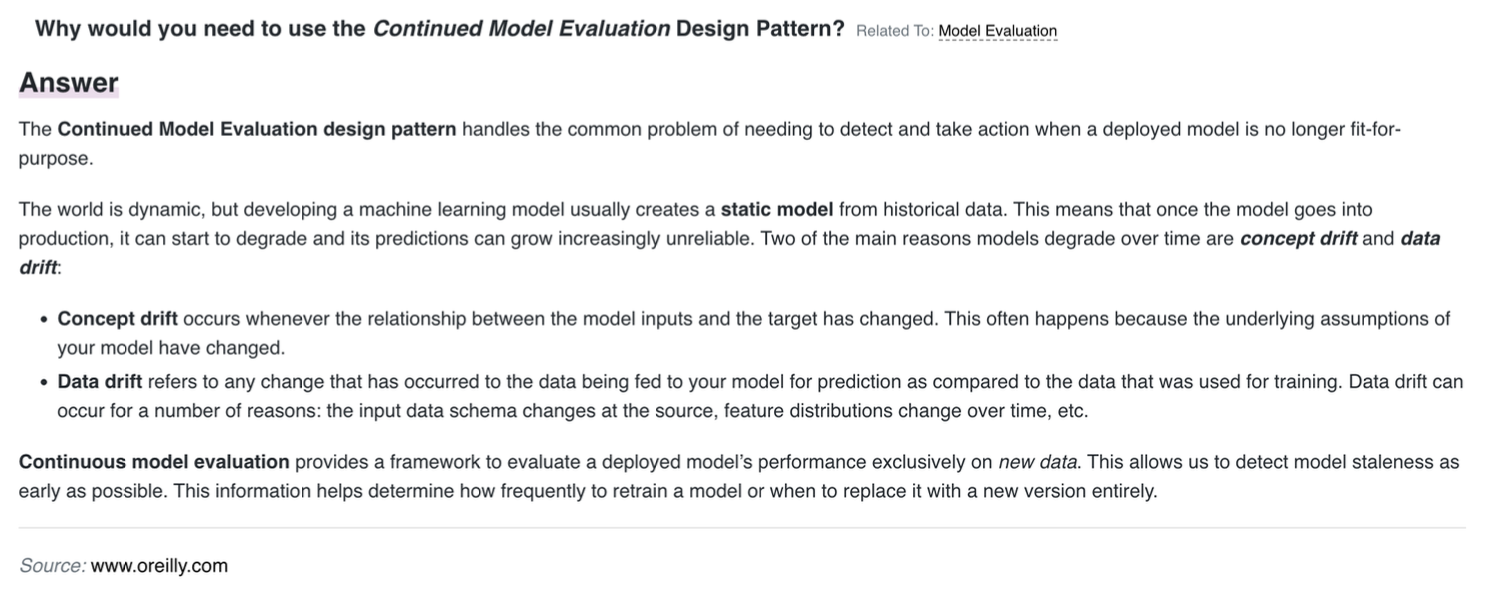 Why would you need to use the Continued Model Evaluation Design Pattern? Related To: Model Evaluation
Answer
The Continued Model Evaluation design pattern handles the common problem of needing to detect and take action when a deployed model is no longer fit-for-
purpose.
The world is dynamic, but developing a machine learning model usually creates a static model from historical data. This means that once the model goes into
production, it can start to degrade and its predictions can grow increasingly unreliable. Two of the main reasons models degrade over time are concept drift and data
drift:
• Concept drift occurs whenever the relationship between the model inputs and the target has changed. This often happens because the underlying assumptions of
your model have changed.
• Data drift refers to any change that has occurred to the data being fed to your model for prediction as compared to the data that was used for training. Data drift can
occur for a number of reasons: the input data schema changes at the source, feature distributions change over time, etc.
Continuous model evaluation provides a framework to evaluate a deployed model’s performance exclusively on new data. This allows us to detect model staleness as
early as possible. This information helps determine how frequently to retrain a model or when to replace it with a new version entirely.
Source: www.oreilly.com